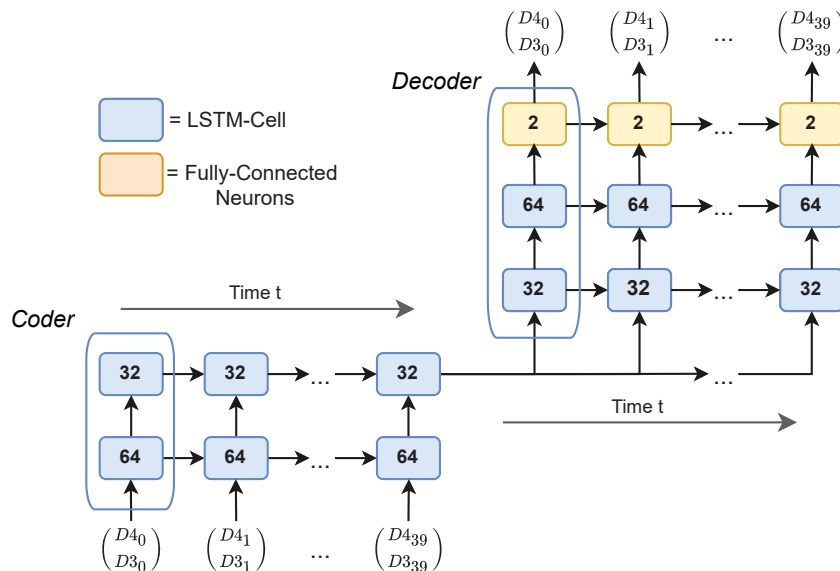 (D4₀ D3₀) (D4₁ D3₁) ... (D4₃₉ D3₃₉)
Decoder
2 2 ... 2
64 64 ... 64
32 32 ... 32
= LSTM-Cell
= Fully-Connected
Neurons
Time t
Coder
32 32 ... 32 ...
64 64 ... 64
Time t
(D4₀ D3₀) (D4₁ D3₁) ... (D4₃₉ D3₃₉)